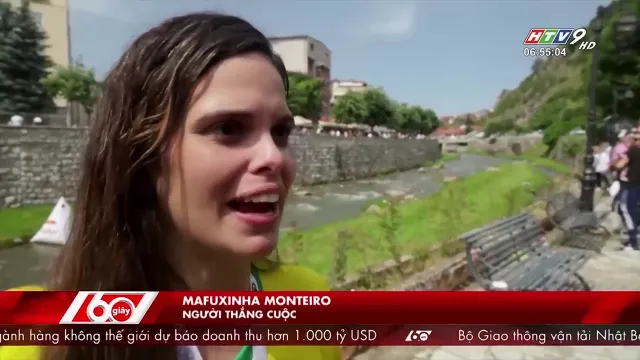 HTV9 HD
06:55:04
60 giây
MAFUXINHA MONTEIRO
NGƯỜI THẮNG CUỘC
gành hàng không thế giới dự báo doanh thu hơn 1.000 tỷ USD 60 Bộ Giao thông vận tải Nhật B